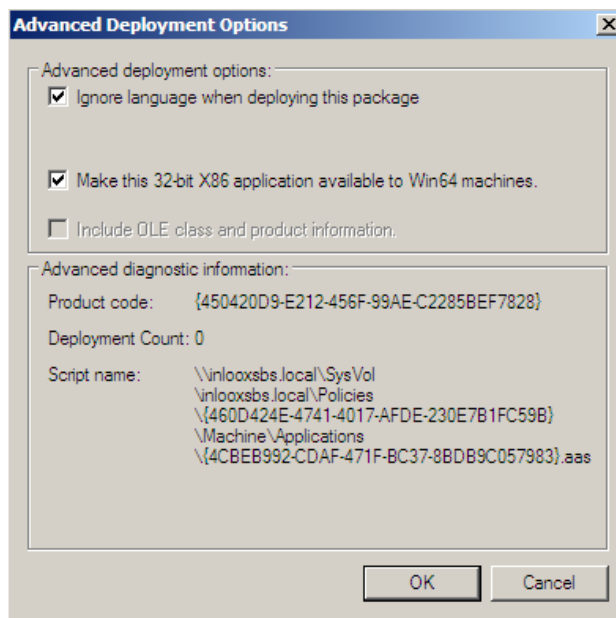 Advanced Deployment Options
Advanced deployment options:
Ignore language when deploying this package
Make this 32-bit X86 application available to Win64 machines.
Include OLE class and product information.
Advanced diagnostic information:
Product code: {450420D9-E212-456F-99AE-C2285BEF7828}
Deployment Count: 0
Script name: \\inlooxsbs.local\SysVol
\inlooxsbs.local\Policies
\{460D424E-4741-4017-AFDE-230E7B1FC59B}
\Machine\Applications
\{4CBEB992-CDAF-471F-BC37-8BDB9C057983}.aas
OK Cancel